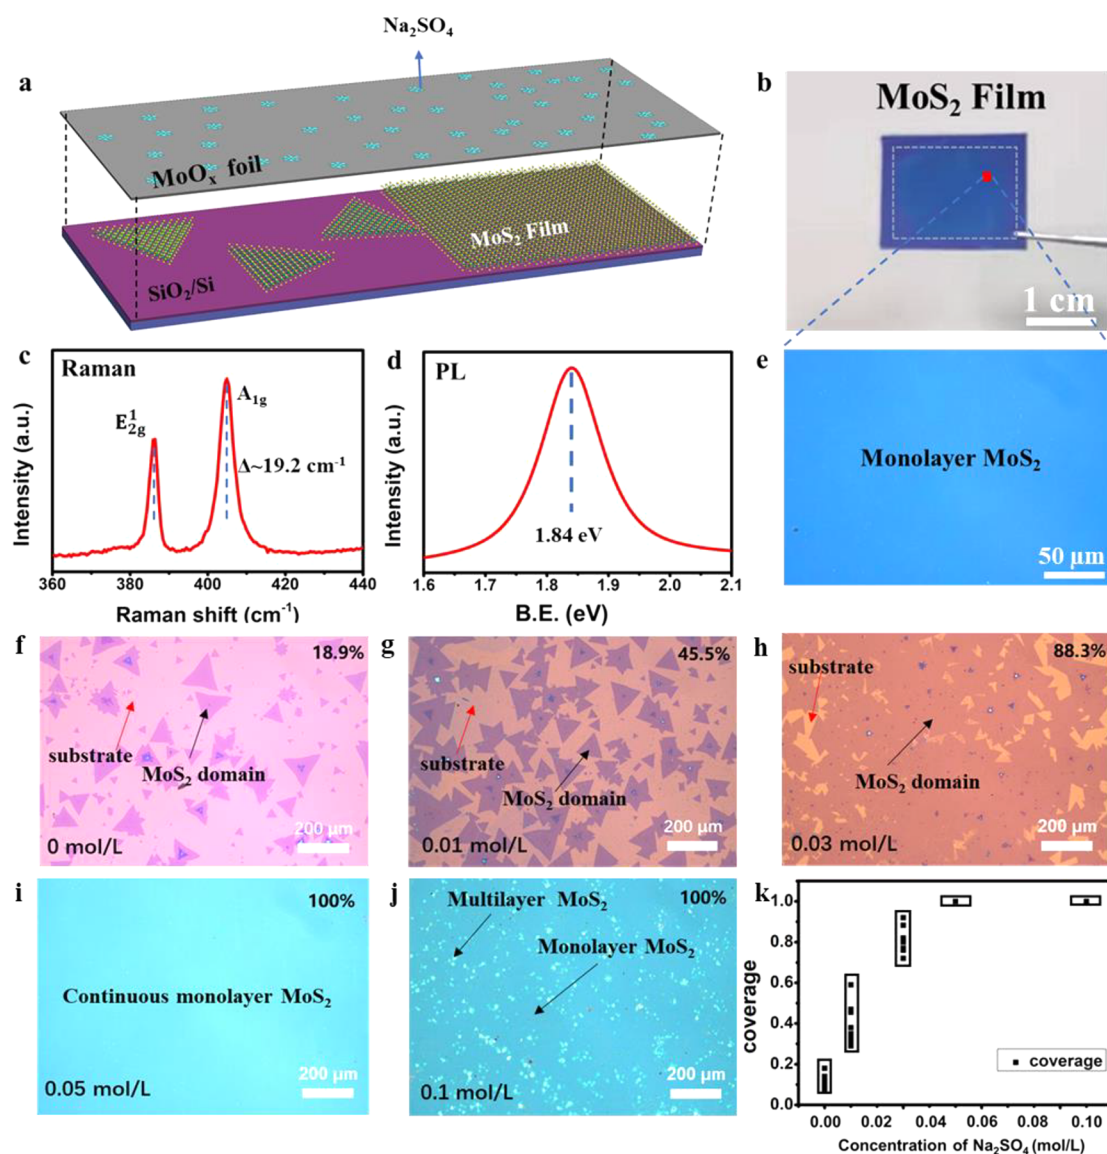 a
Na₂SO₄
MoOₓ foil
MoS₂ Film
SiO₂/Si
b
MoS₂ Film
1 cm
c
Raman
E¹₂g
A₁g
Δ~19.2 cm⁻¹
Intensity (a.u.)
360 380 400 420 440
Raman shift (cm⁻¹)
d
PL
1.84 eV
Intensity (a.u.)
1.6 1.7 1.8 1.9 2.0 2.1
B.E. (eV)
e
Monolayer MoS₂
50 μm
f
18.9%
substrate
MoS₂ domain
200 μm
0 mol/L
g
45.5%
substrate
MoS₂ domain
200 μm
0.01 mol/L
h
88.3%
substrate
MoS₂ domain
200 μm
0.03 mol/L
i
100%
Continuous monolayer MoS₂
200 μm
0.05 mol/L
j
100%
Multilayer MoS₂
Monolayer MoS₂
200 μm
0.1 mol/L
k
1.0
0.8
0.6
0.4
0.2
0.0
coverage
coverage
0.00 0.02 0.04 0.06 0.08 0.10
Concentration of Na₂SO₄ (mol/L)